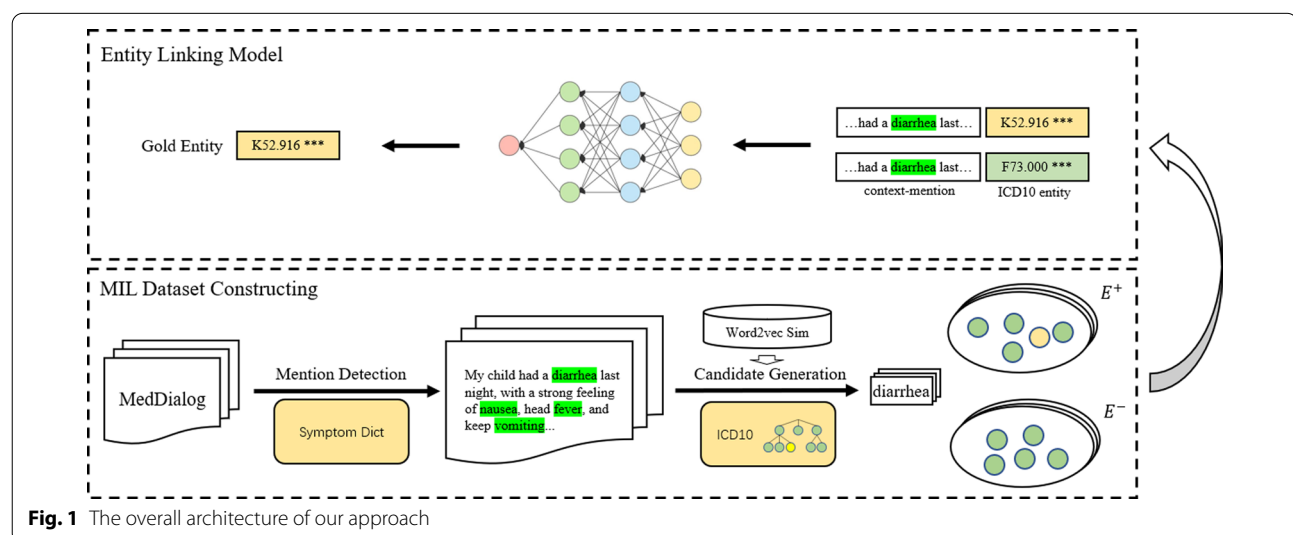 Entity Linking Model
Gold Entity
K52.916 ***
…had a diarrhea last…
K52.916 ***
…had a diarrhea last…
F73.000 ***
context-mention
ICD10 entity
MIL Dataset Constructing
MedDialog
Mention Detection
Symptom Dict
My child had a diarrhea last
night, with a strong feeling
of nausea, head fever, and
keep vomiting...
Word2vec Sim
Candidate Generation
ICD10
diarrhea
E⁺
E⁻
Fig. 1 The overall architecture of our approach